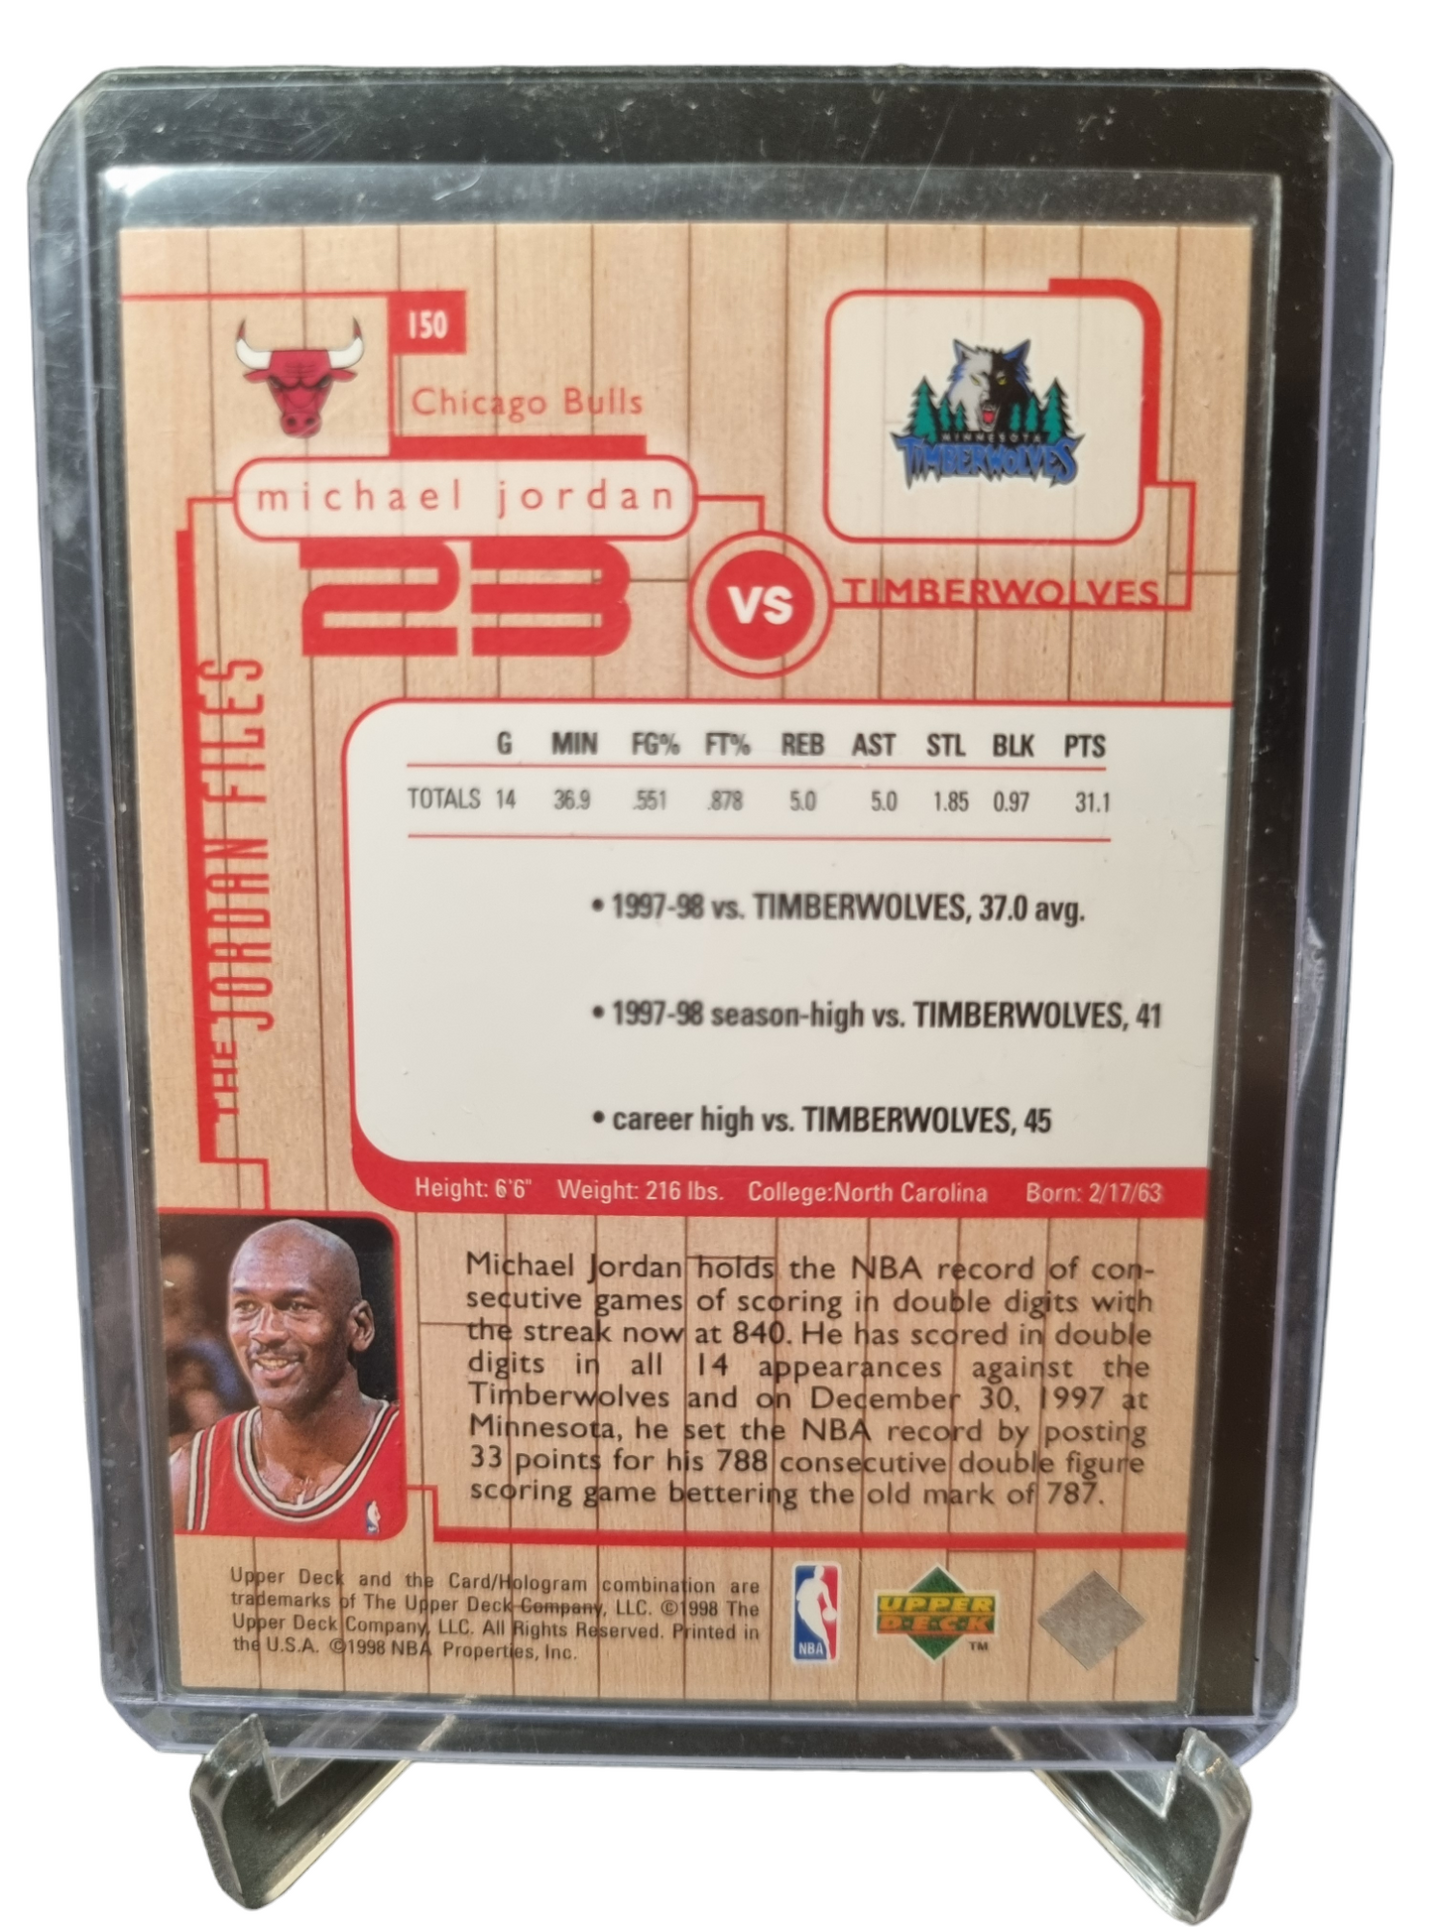 150
Chicago Bulls
michael jordan
23
MINNESOTA
TIMBERWOLVES
VS
TIMBERWOLVES
THE JORDAN FILES
G MIN FG% FT% REB AST STL BLK PTS
TOTALS 14 36.9 .551 .878 5.0 5.0 1.85 0.97 31.1
• 1997-98 vs. TIMBERWOLVES, 37.0 avg.
• 1997-98 season-high vs. TIMBERWOLVES, 41
• career high vs. TIMBERWOLVES, 45
Height: 6'6" Weight: 216 lbs. College:North Carolina Born: 2/17/63
Michael Jordan holds the NBA record of con-
secutive games of scoring in double digits with
the streak now at 840. He has scored in double
digits in all 14 appearances against the
Timberwolves and on December 30, 1997 at
Minnesota, he set the NBA record by posting
33 points for his 788 consecutive double figure
scoring game bettering the old mark of 787.
Upper Deck and the Card/Hologram combination are
trademarks of The Upper Deck Company, LLC. ©1998 The
Upper Deck Company, LLC. All Rights Reserved. Printed in
the U.S.A. ©1998 NBA Properties, Inc.
NBA
UPPER
DECK
TM